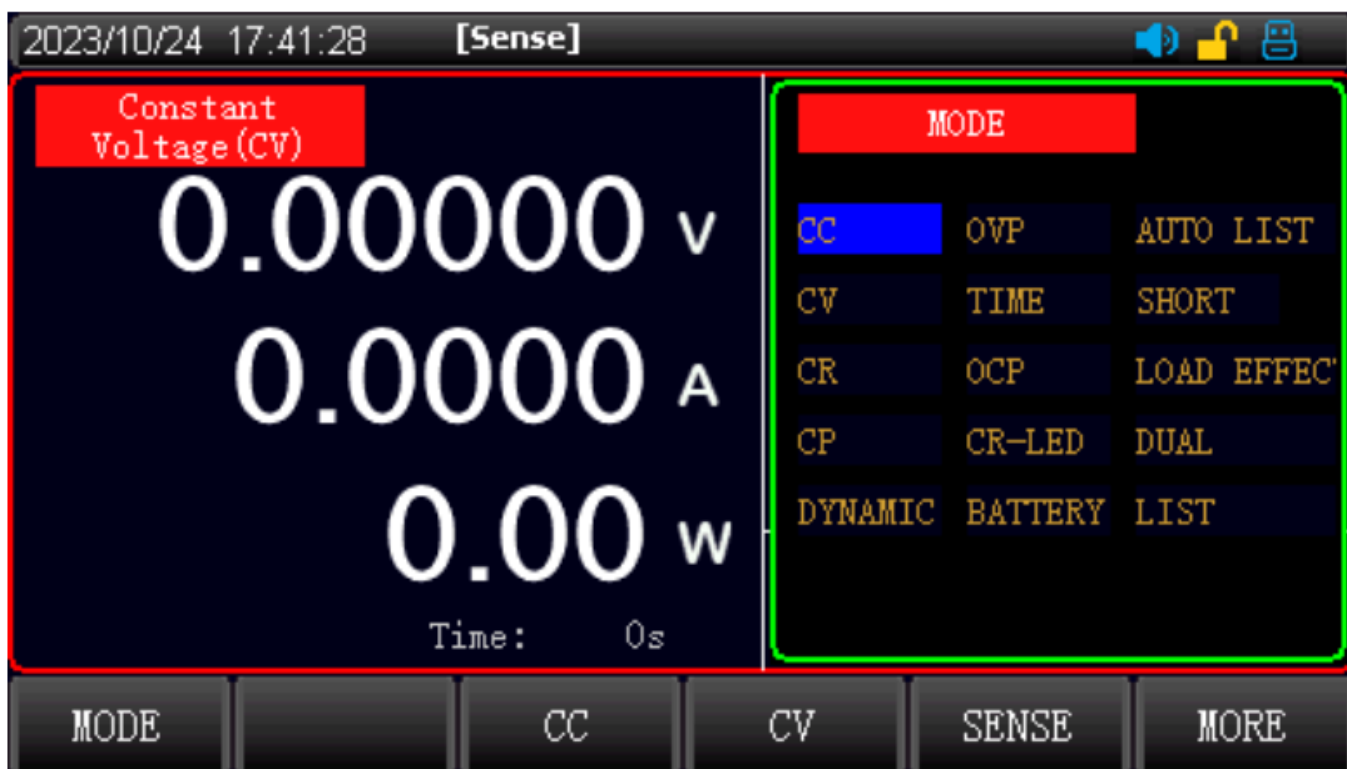 2023/10/24 17:41:28 [Sense]
Constant
Voltage(CV)
0.00000 V
0.0000 A
0.00 W
Time: 0s
MODE
CC OVP AUTO LIST
CV TIME SHORT
CR OCP LOAD EFFEC
CP CR-LED DUAL
DYNAMIC BATTERY LIST
MODE CC CV SENSE MORE